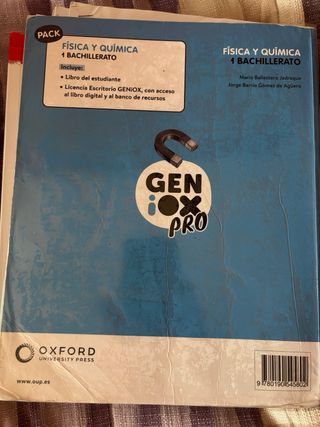 PACK
FÍSICA Y QUÍMICA
1 BACHILLERATO
Incluye:
• Libro del estudiante
• Licencia Escritorio GENiOX, con acceso
al libro digital y al banco de recursos
FÍSICA Y QUÍMICA
1 BACHILLERATO
Mario Ballestero Jadraque
Jorge Barrio Gómez de Agüero
GEN
iOX
PRO
OXFORD
UNIVERSITY PRESS
www.oup.es
9780190545802